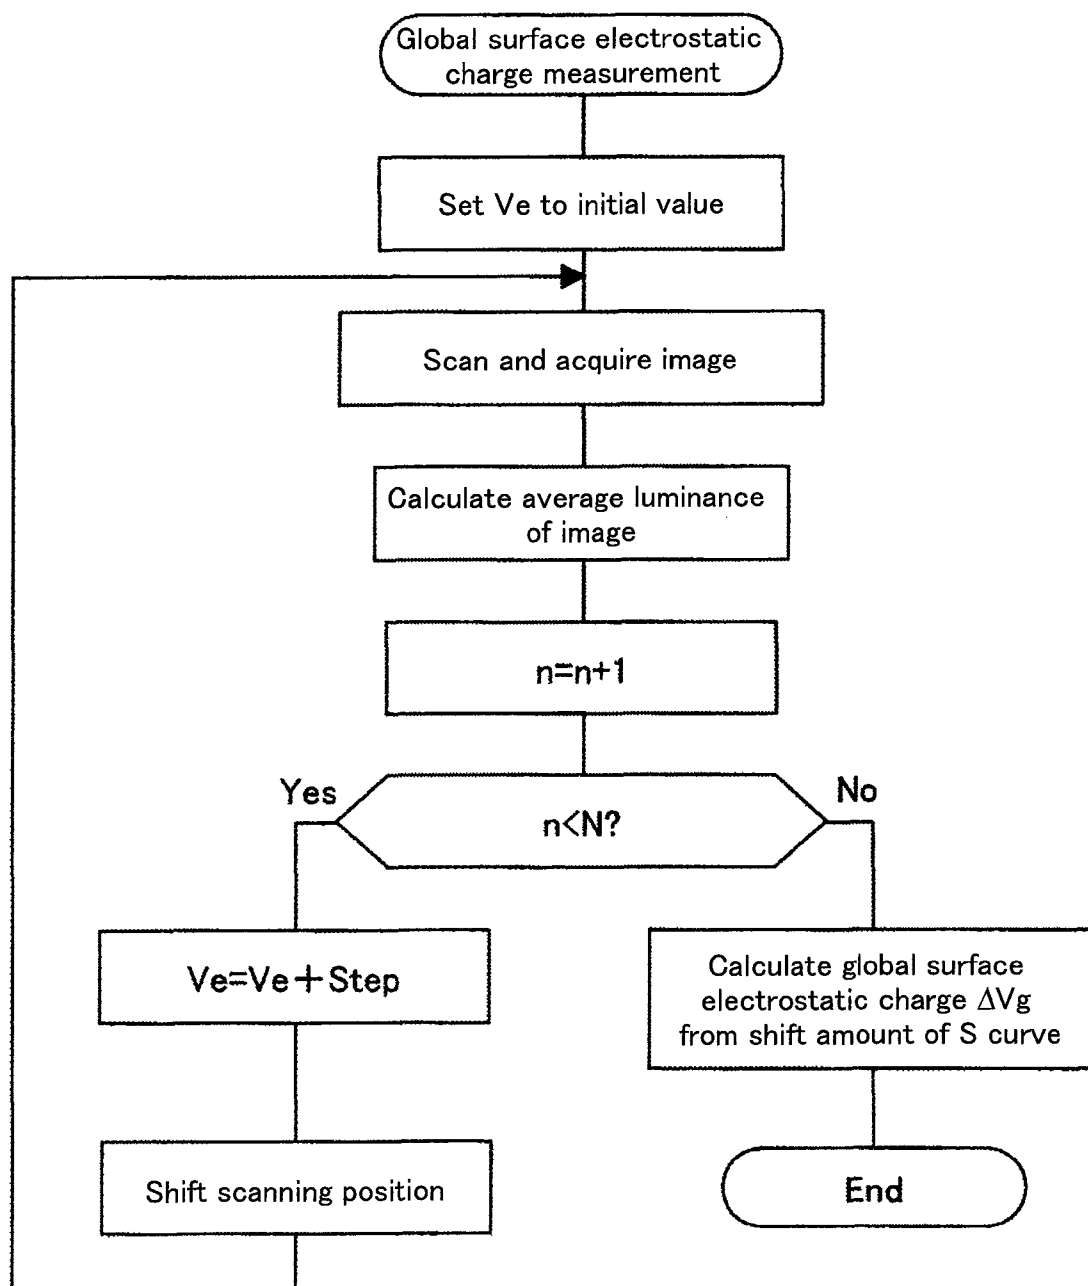 Global surface electrostatic
charge measurement
Set Ve to initial value
Scan and acquire image
Calculate average luminance
of image
n=n+1
Yes
n<N?
No
Ve=Ve+Step
Calculate global surface
electrostatic charge ΔVg
from shift amount of S curve
Shift scanning position
End